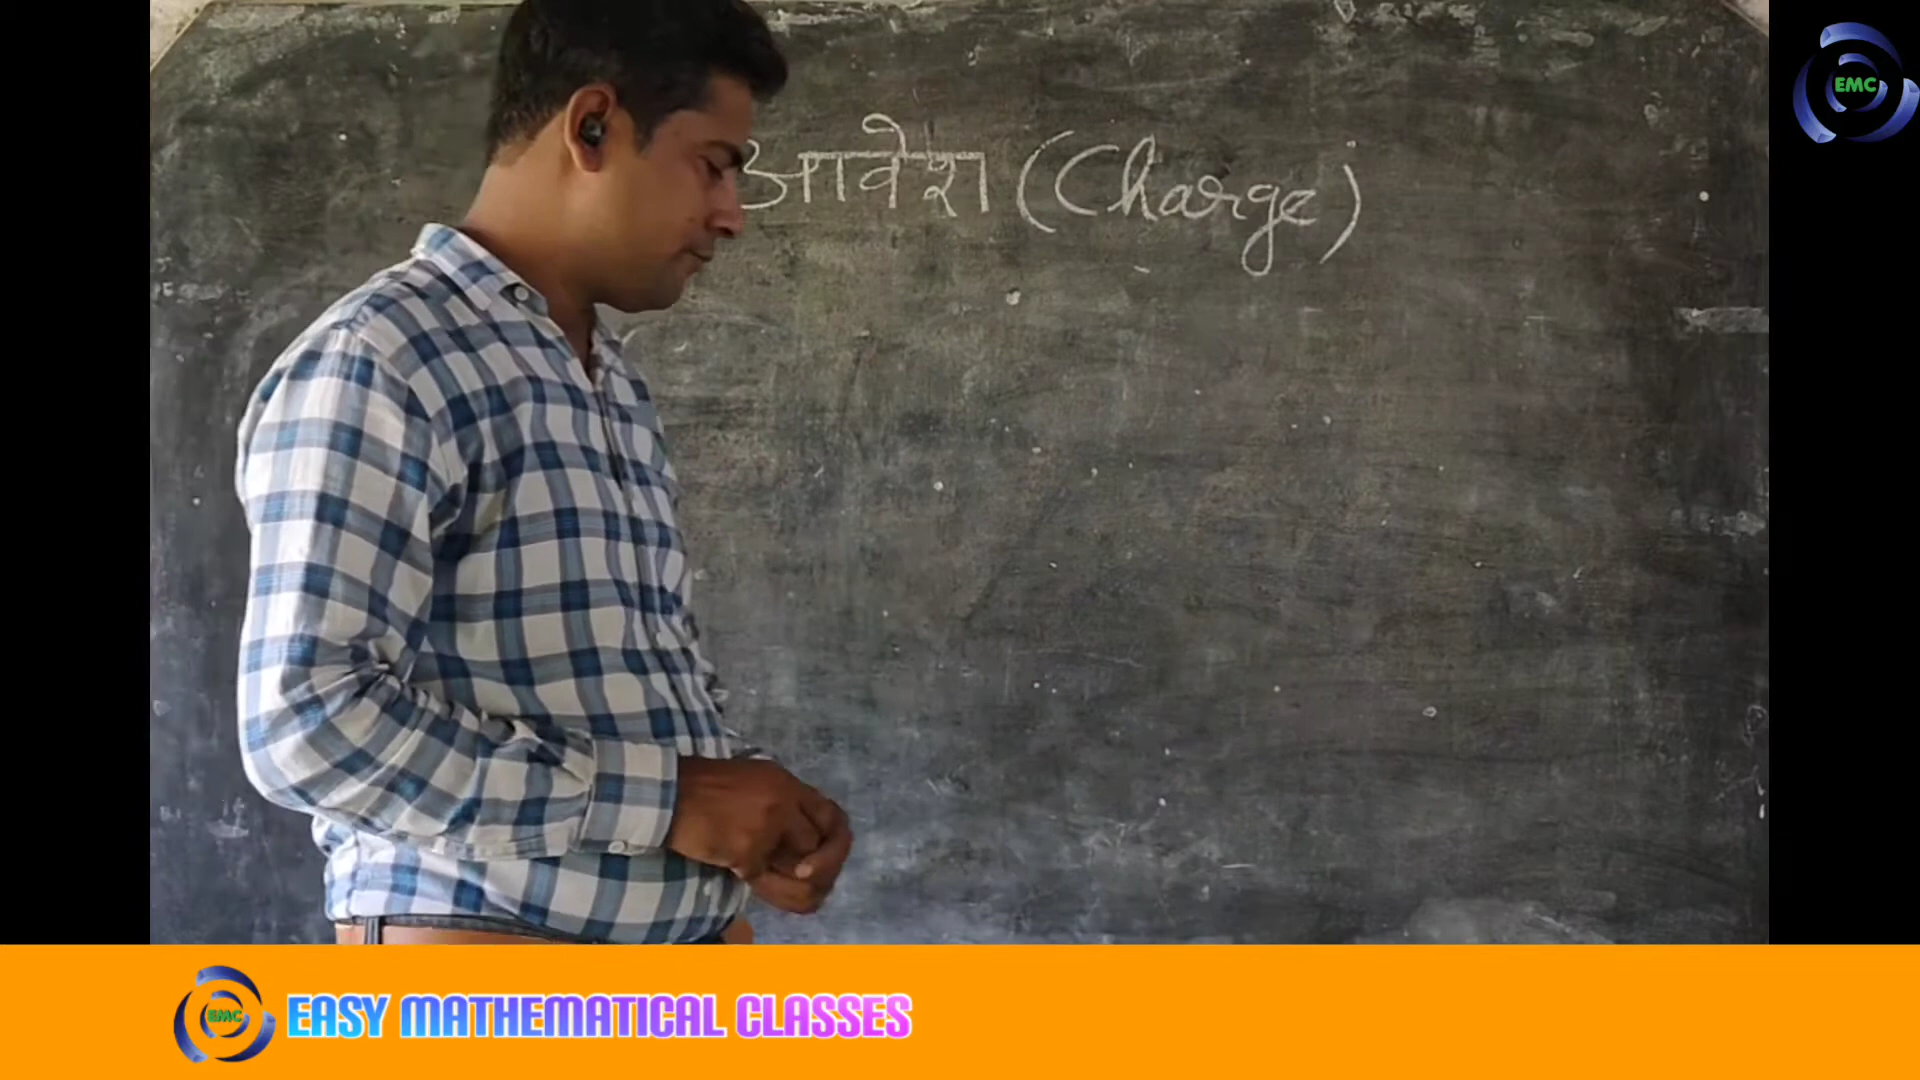 EMC
आवेश (Charge)
EMC EASY MATHEMATICAL CLASSES